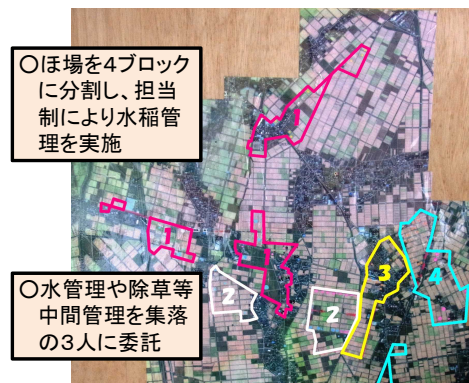 ○ほ場を4ブロック
に分割し、担当
制により水稲管
理を実施
1
1
○水管理や除草等
中間管理を集落
の3人に委託
2
2
3
4